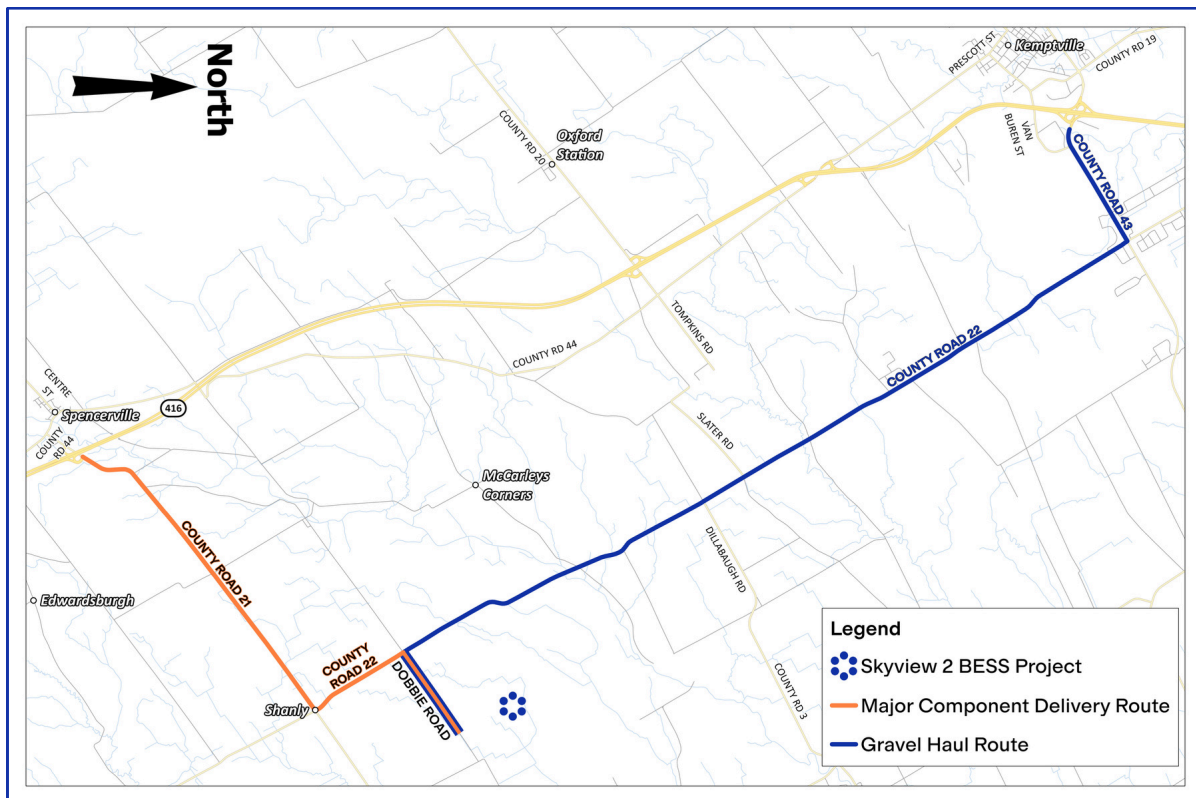 North
Kemptville
PRESCOTT ST.
COUNTY RD 19
VAN
BUREN ST
COUNTY RD 20
Oxford
Station
COUNTY ROAD 43
TOMPKINS RD
COUNTY RD 44
COUNTY ROAD 22
CENTRE
ST
Spencerville
416
COUNTY
RD 44
SLATER RD
McCarleys
Corners
COUNTY ROAD 21
DILLABAUGH RD
Edwardsburgh
COUNTY
ROAD 22
DOBBIE ROAD
Shanly
COUNTY RD 3
Legend
Skyview 2 BESS Project
Major Component Delivery Route
Gravel Haul Route